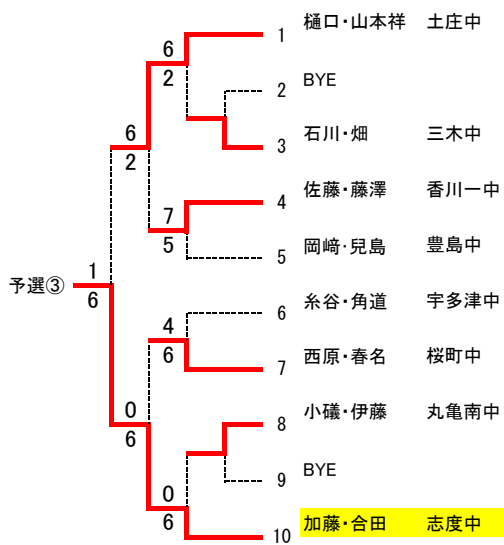 樋口・山本祥 土庄中
6
1
2
BYE
2
6
石川・畑 三木中
3
2
佐藤・藤澤 香川一中
4
7
5
岡﨑・兒島 豊島中
5
1
予選③
6
糸谷・角道 宇多津中
6
4
6
西原・春名 桜町中
7
0
小磯・伊藤 丸亀南中
8
6
BYE
9
0
6
加藤・合田 志度中
10